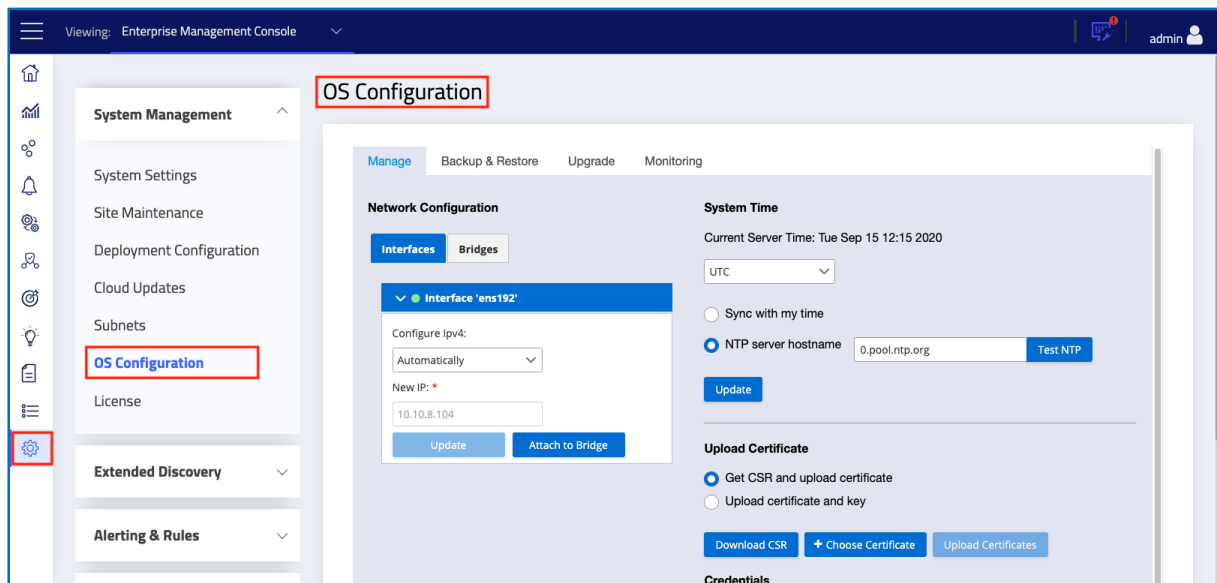 Viewing: Enterprise Management Console
!
admin
OS Configuration
System Management
System Settings
Site Maintenance
Deployment Configuration
Cloud Updates
Subnets
OS Configuration
License
Extended Discovery
Alerting & Rules
Manage Backup & Restore Upgrade Monitoring
Network Configuration
Interfaces Bridges
Interface 'ens192'
Configure Ipv4:
Automatically
New IP: *
10.10.8.104
Update Attach to Bridge
System Time
Current Server Time: Tue Sep 15 12:15 2020
UTC
Sync with my time
NTP server hostname 0.pool.ntp.org Test NTP
Update
Upload Certificate
Get CSR and upload certificate
Upload certificate and key
Download CSR + Choose Certificate Upload Certificates
Credentials